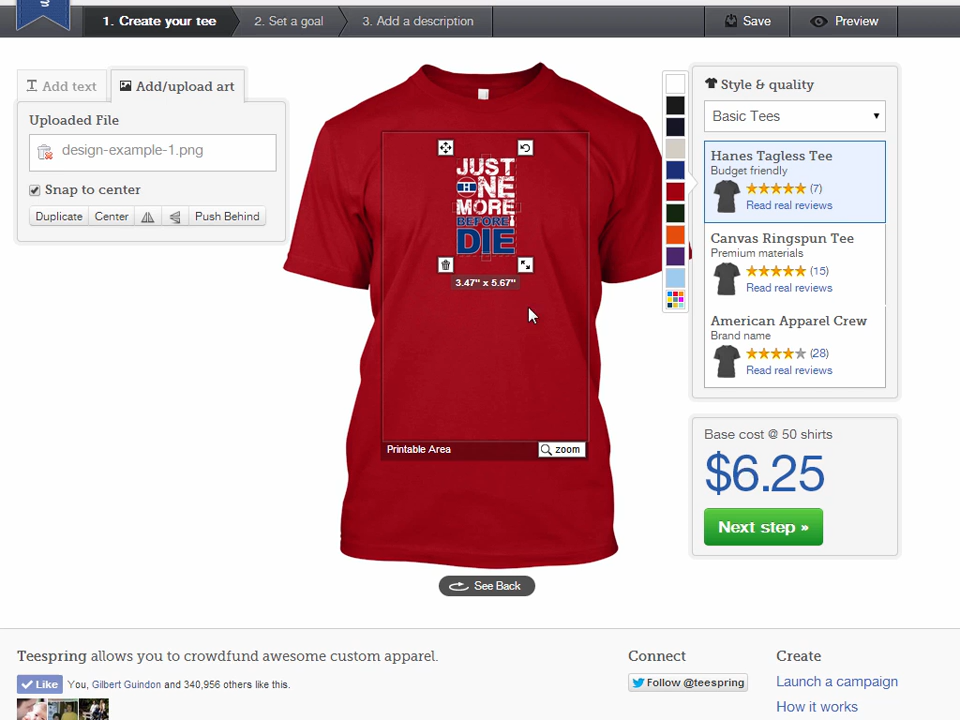 1. Create your tee
2. Set a goal
3. Add a description
Save
Preview
Add text
Add/upload art
Uploaded File
design-example-1.png
Snap to center
Duplicate
Center
Push Behind
JUST
ONE
H
MORE
BEFORE I
DIE
3.47" x 5.67"
Printable Area
zoom
See Back
Style & quality
Basic Tees
Hanes Tagless Tee
Budget friendly
(7)
Read real reviews
Canvas Ringspun Tee
Premium materials
(15)
Read real reviews
American Apparel Crew
Brand name
(28)
Read real reviews
Base cost @ 50 shirts
$6.25
Next step »
Teespring allows you to crowdfund awesome custom apparel.
Like
You, Gilbert Guindon and 340,956 others like this.
Connect
Follow @teespring
Create
Launch a campaign
How it works